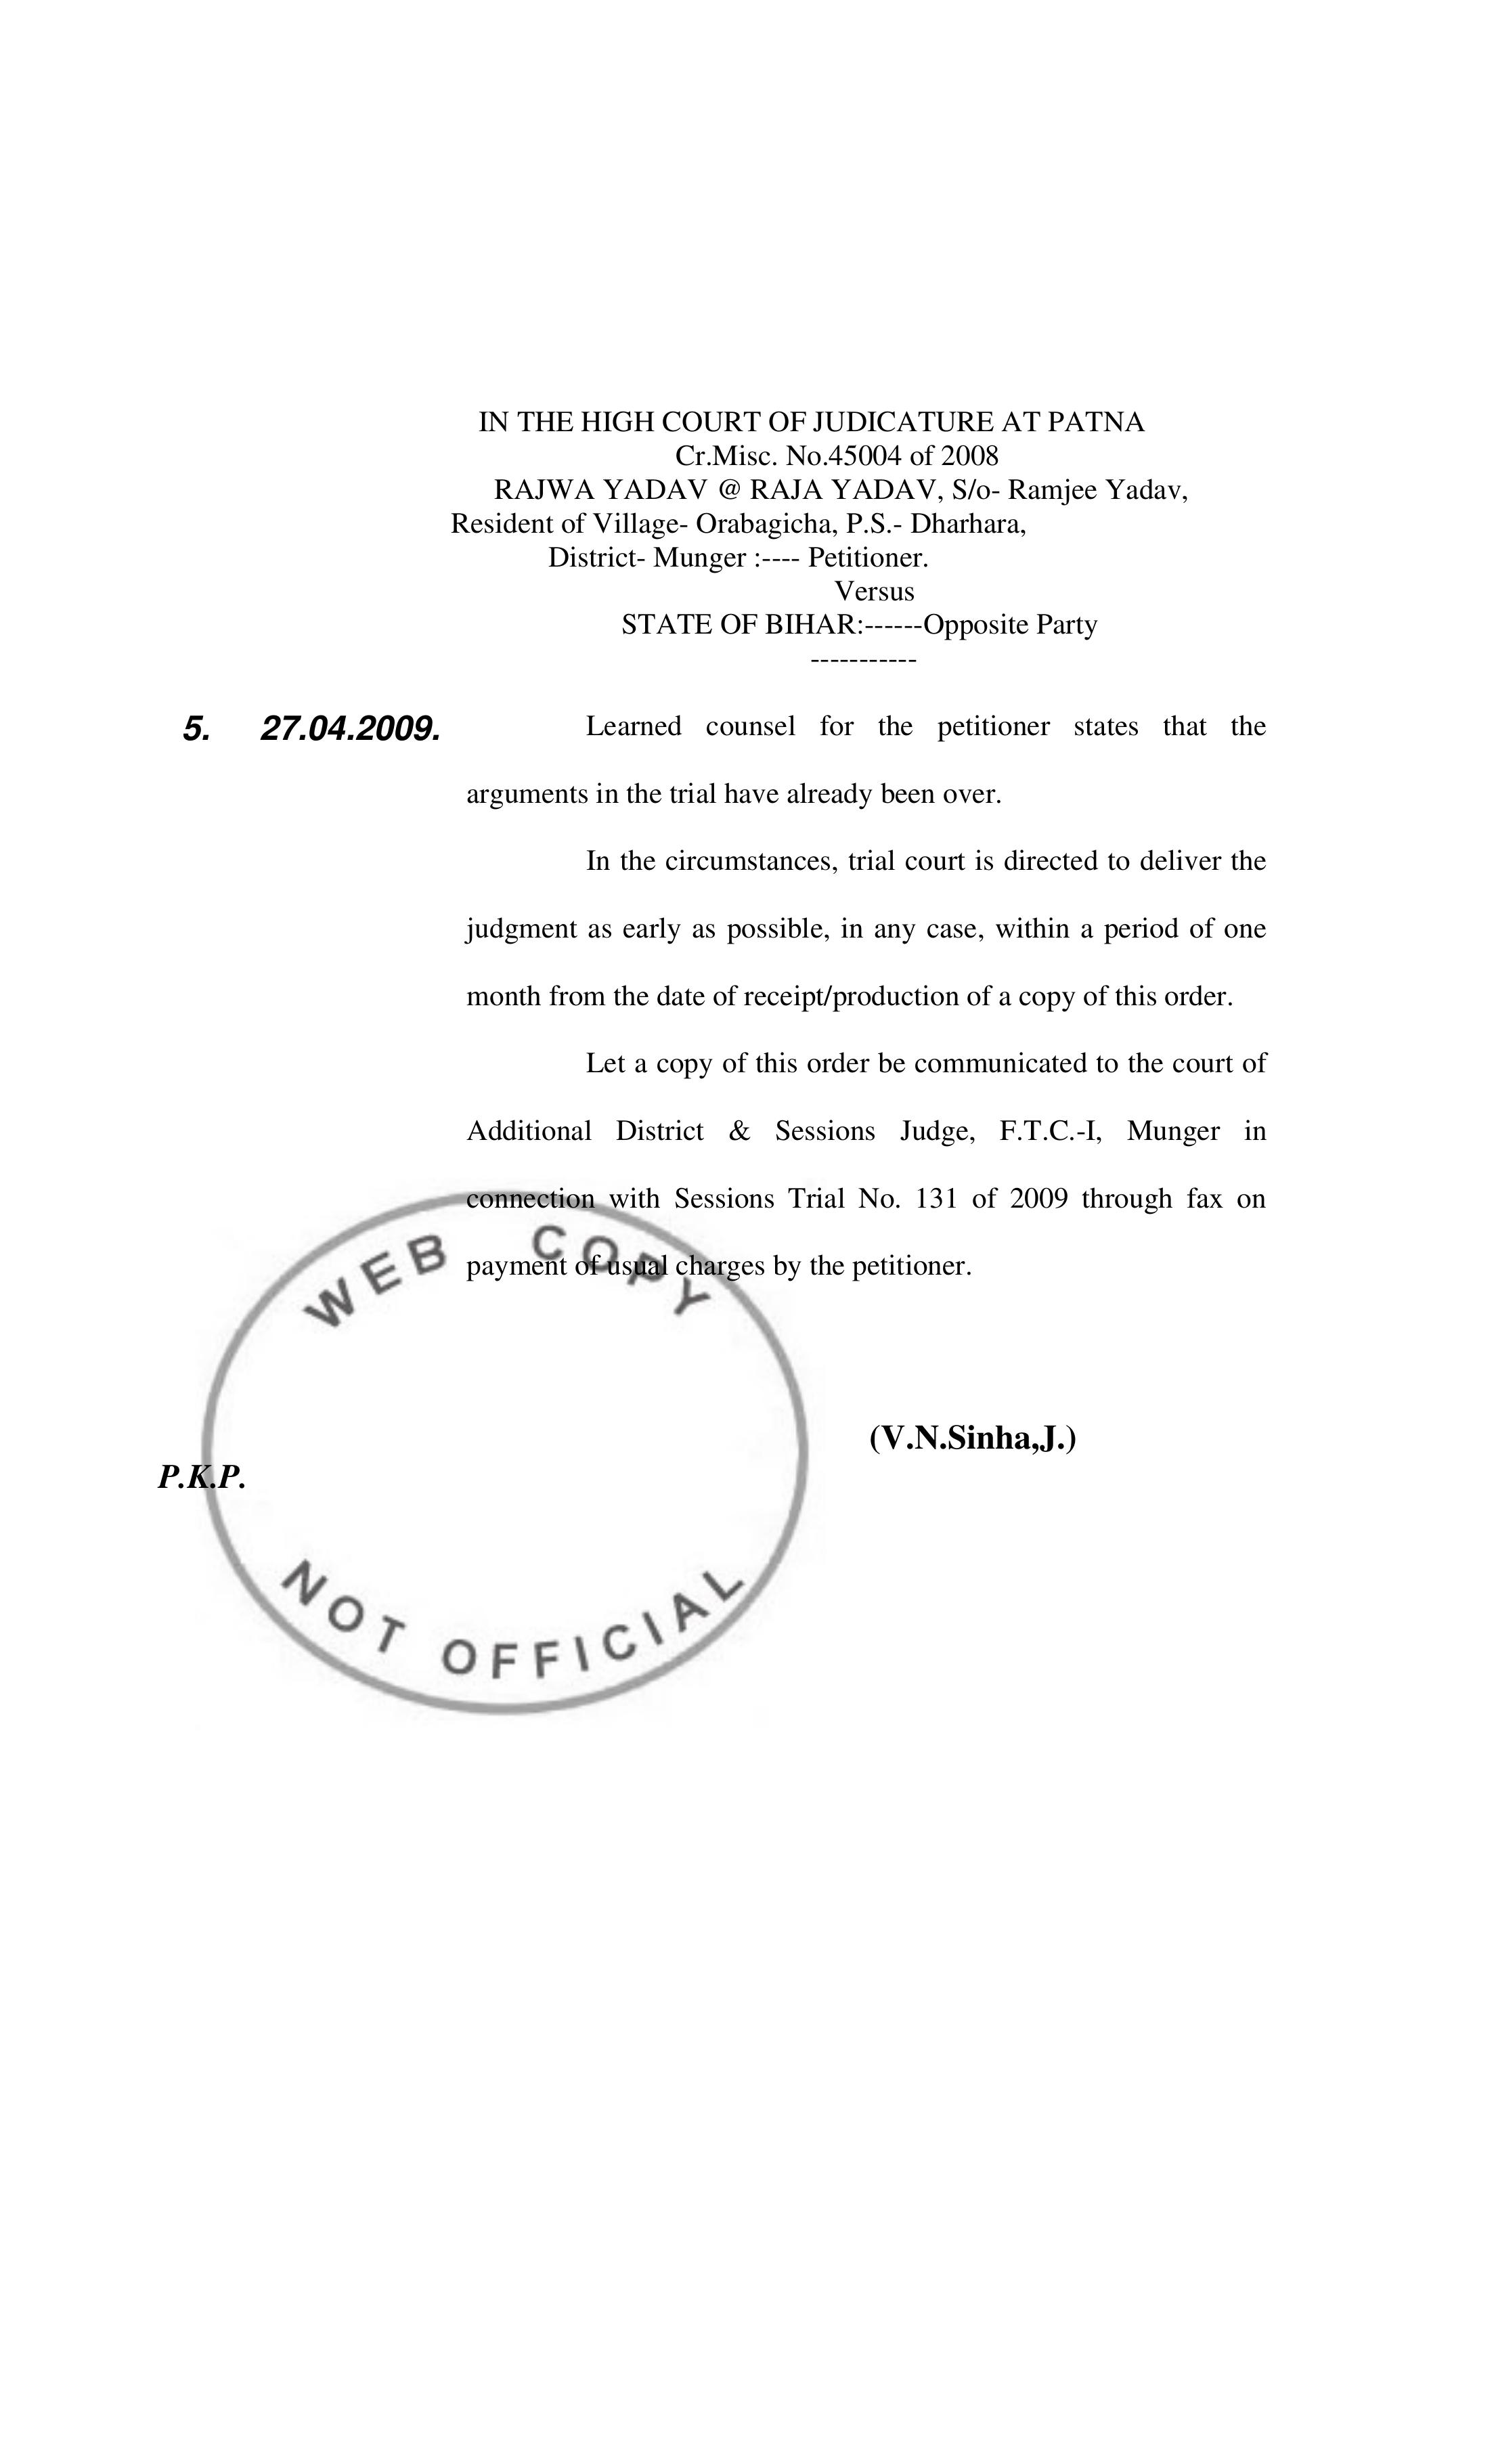 IN THE HIGH COURT OF JUDICATURE AT PATNA
Cr.Misc. No.45004 of 2008
RAJWA YADAV @ RAJA YADAV, S/o- Ramjee Yadav,
Resident of Village- Orabagicha, P.S.- Dharhara,
District- Munger :---- Petitioner.
Versus
STATE OF BIHAR:------Opposite Party
-----------
5. 27.04.2009. Learned counsel for the petitioner states that the
arguments in the trial have already been over.
In the circumstances, trial court is directed to deliver the
judgment as early as possible, in any case, within a period of one
month from the date of receipt/production of a copy of this order.
Let a copy of this order be communicated to the court of
Additional District & Sessions Judge, F.T.C.-I, Munger in
connection with Sessions Trial No. 131 of 2009 through fax on
payment of usual charges by the petitioner.
WEB COPY
(V.N.Sinha,J.)
P.K.P.
NOT OFFICIAL